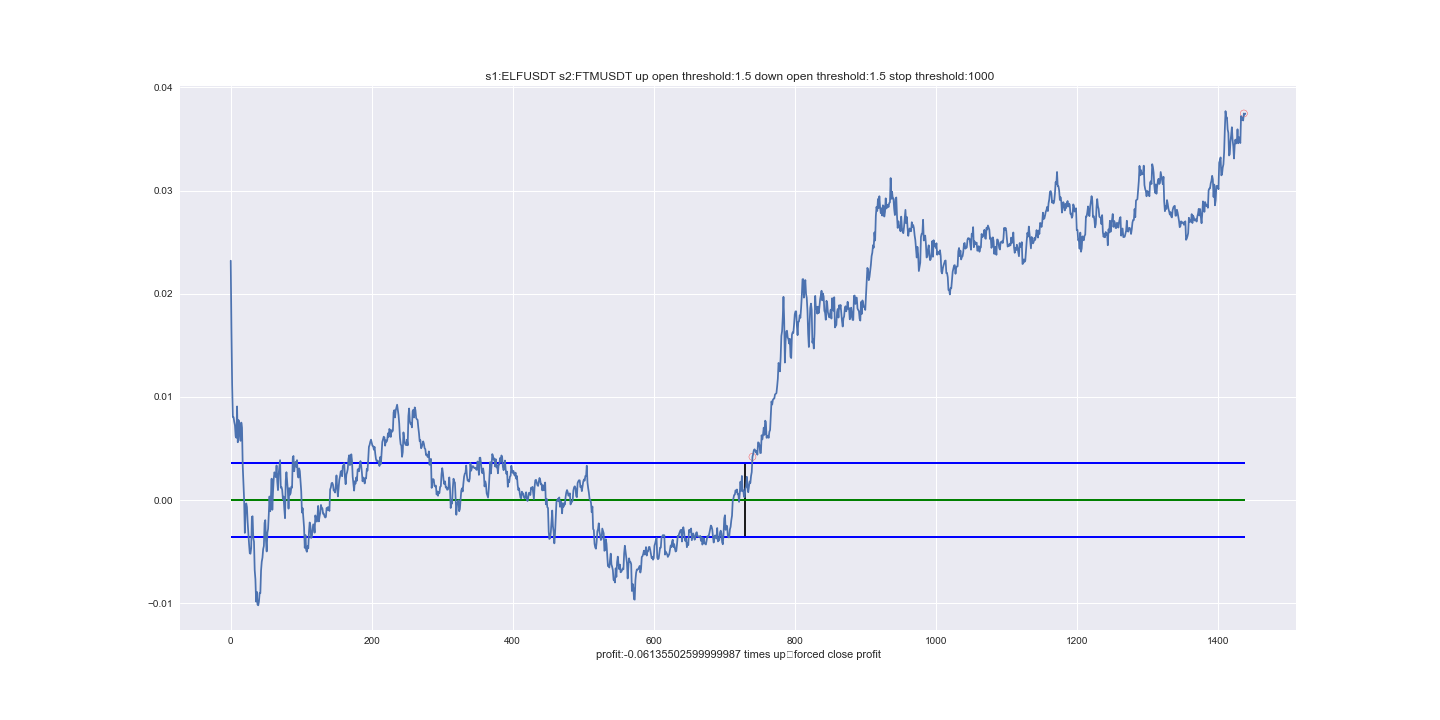 s1:ELFUSDT s2:FTMUSDT up open threshold:1.5 down open threshold:1.5 stop threshold:1000
0.04
0.03
0.02
0.01
0.00
−0.01
0 200 400 600 800 1000 1200 1400
profit:-0.06135502599999987 times up□forced close profit